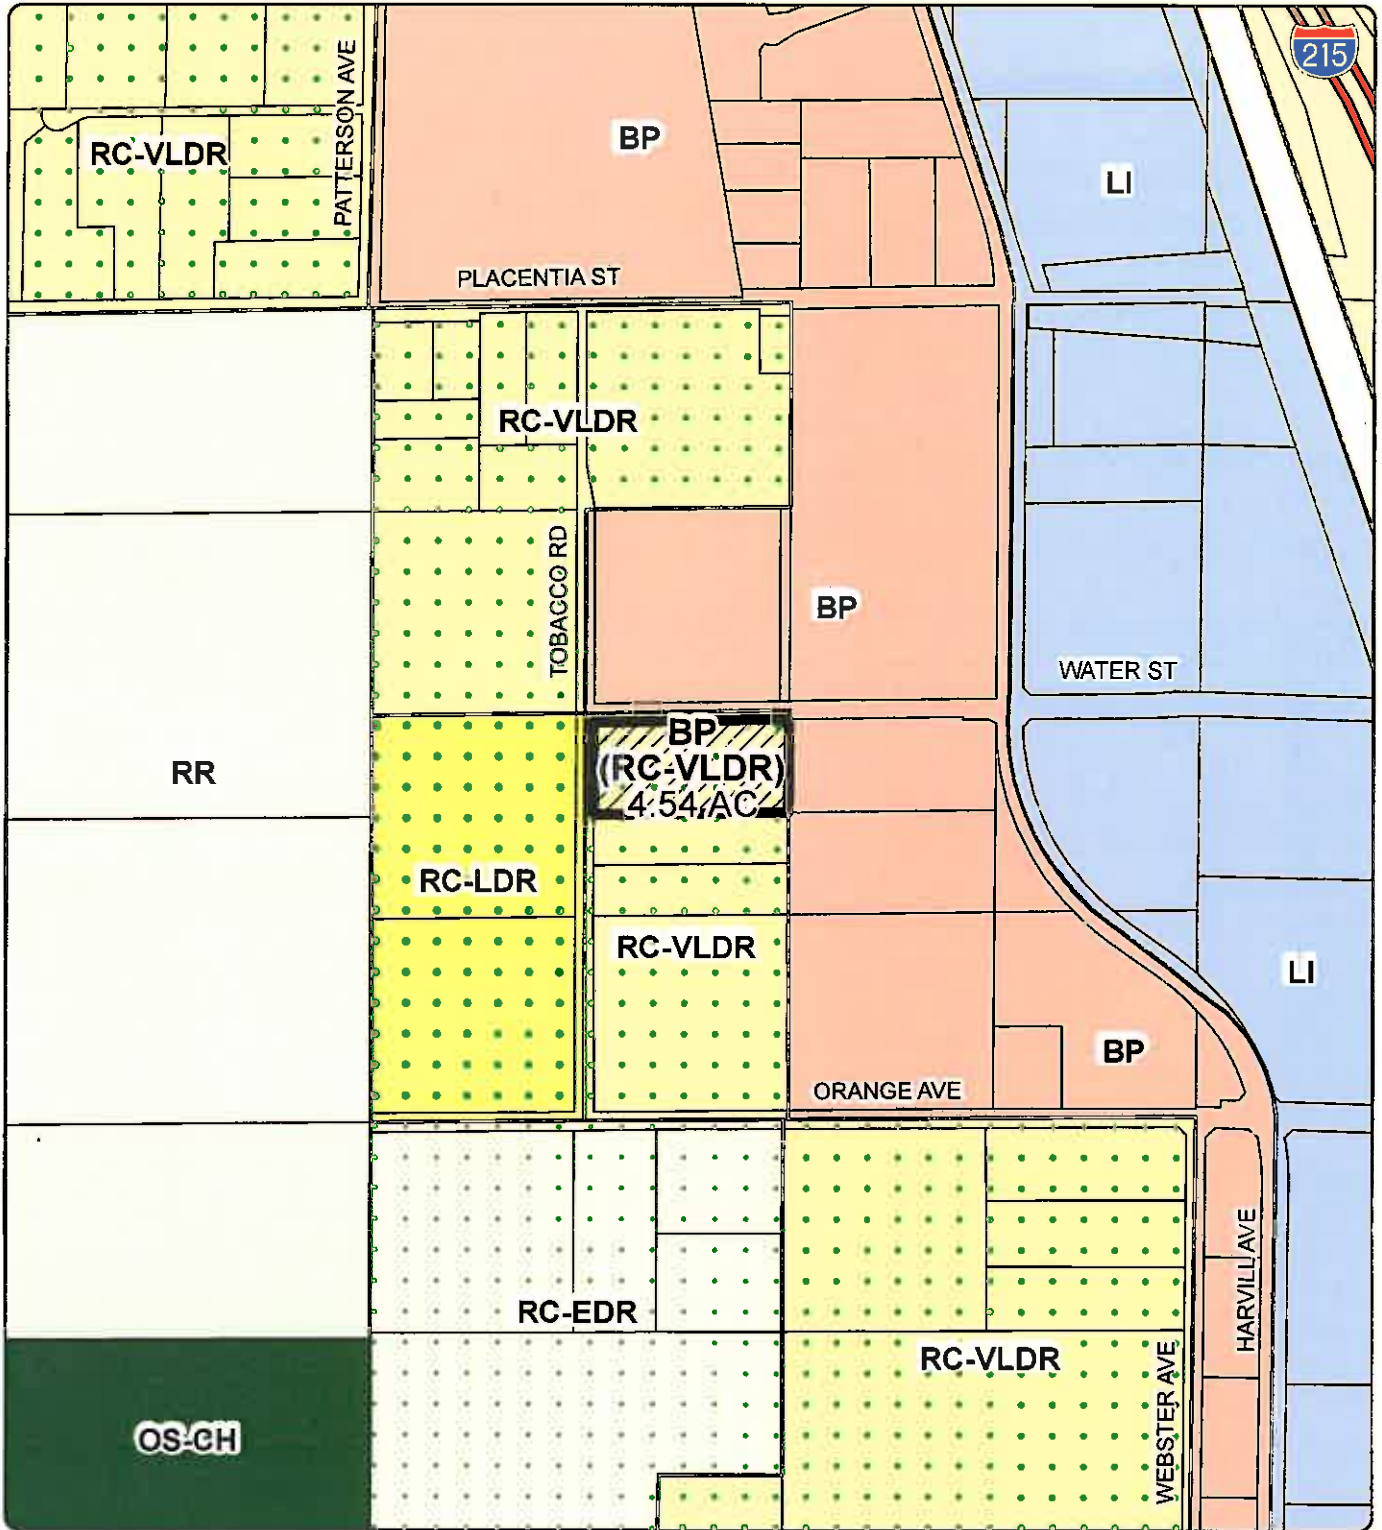 215
PATTERSON AVE
BP
RC-VLDR
LI
PLACENTIA ST
RC-VLDR
TOBACCO RD
BP
WATER ST
BP
(RC-VLDR)
4.54 AC
RR
RC-LDR
RC-VLDR
LI
BP
ORANGE AVE
HARVILL AVE
RC-EDR
RC-VLDR
WEBSTER AVE
OS-CH